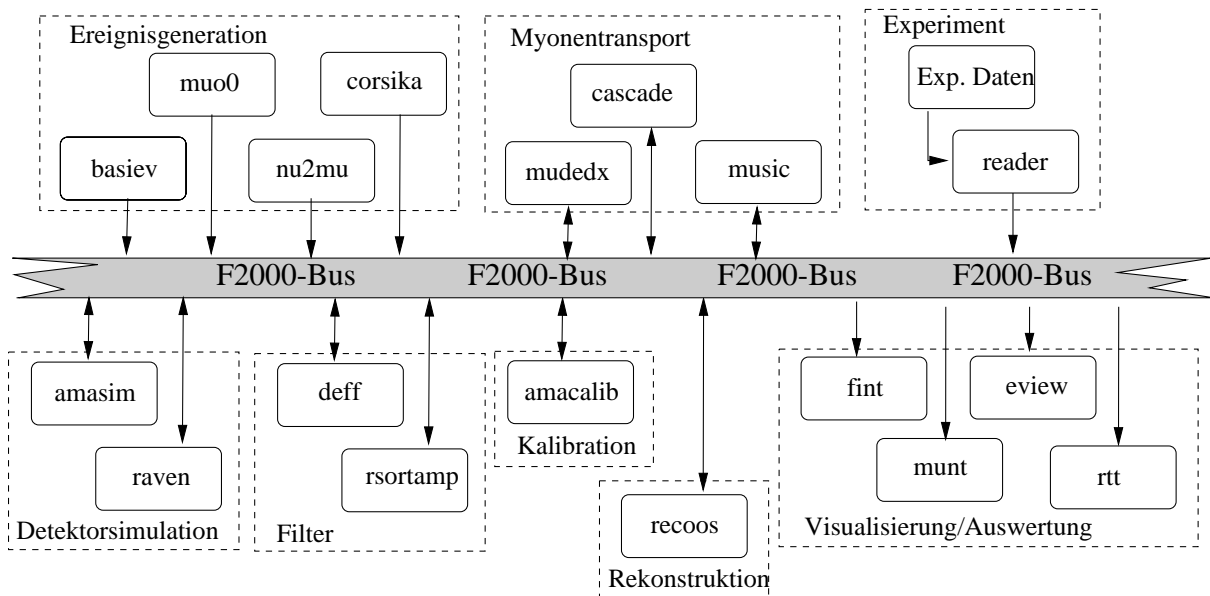 Ereignisgeneration
muo0
corsika
basiev
nu2mu
Myonentransport
cascade
mudedx
music
Experiment
Exp. Daten
reader
F2000-Bus
F2000-Bus
F2000-Bus
F2000-Bus
amasim
raven
Detektorsimulation
deff
rsortamp
Filter
amacalib
Kalibration
recoos
Rekonstruktion
fint
eview
munt
rtt
Visualisierung/Auswertung